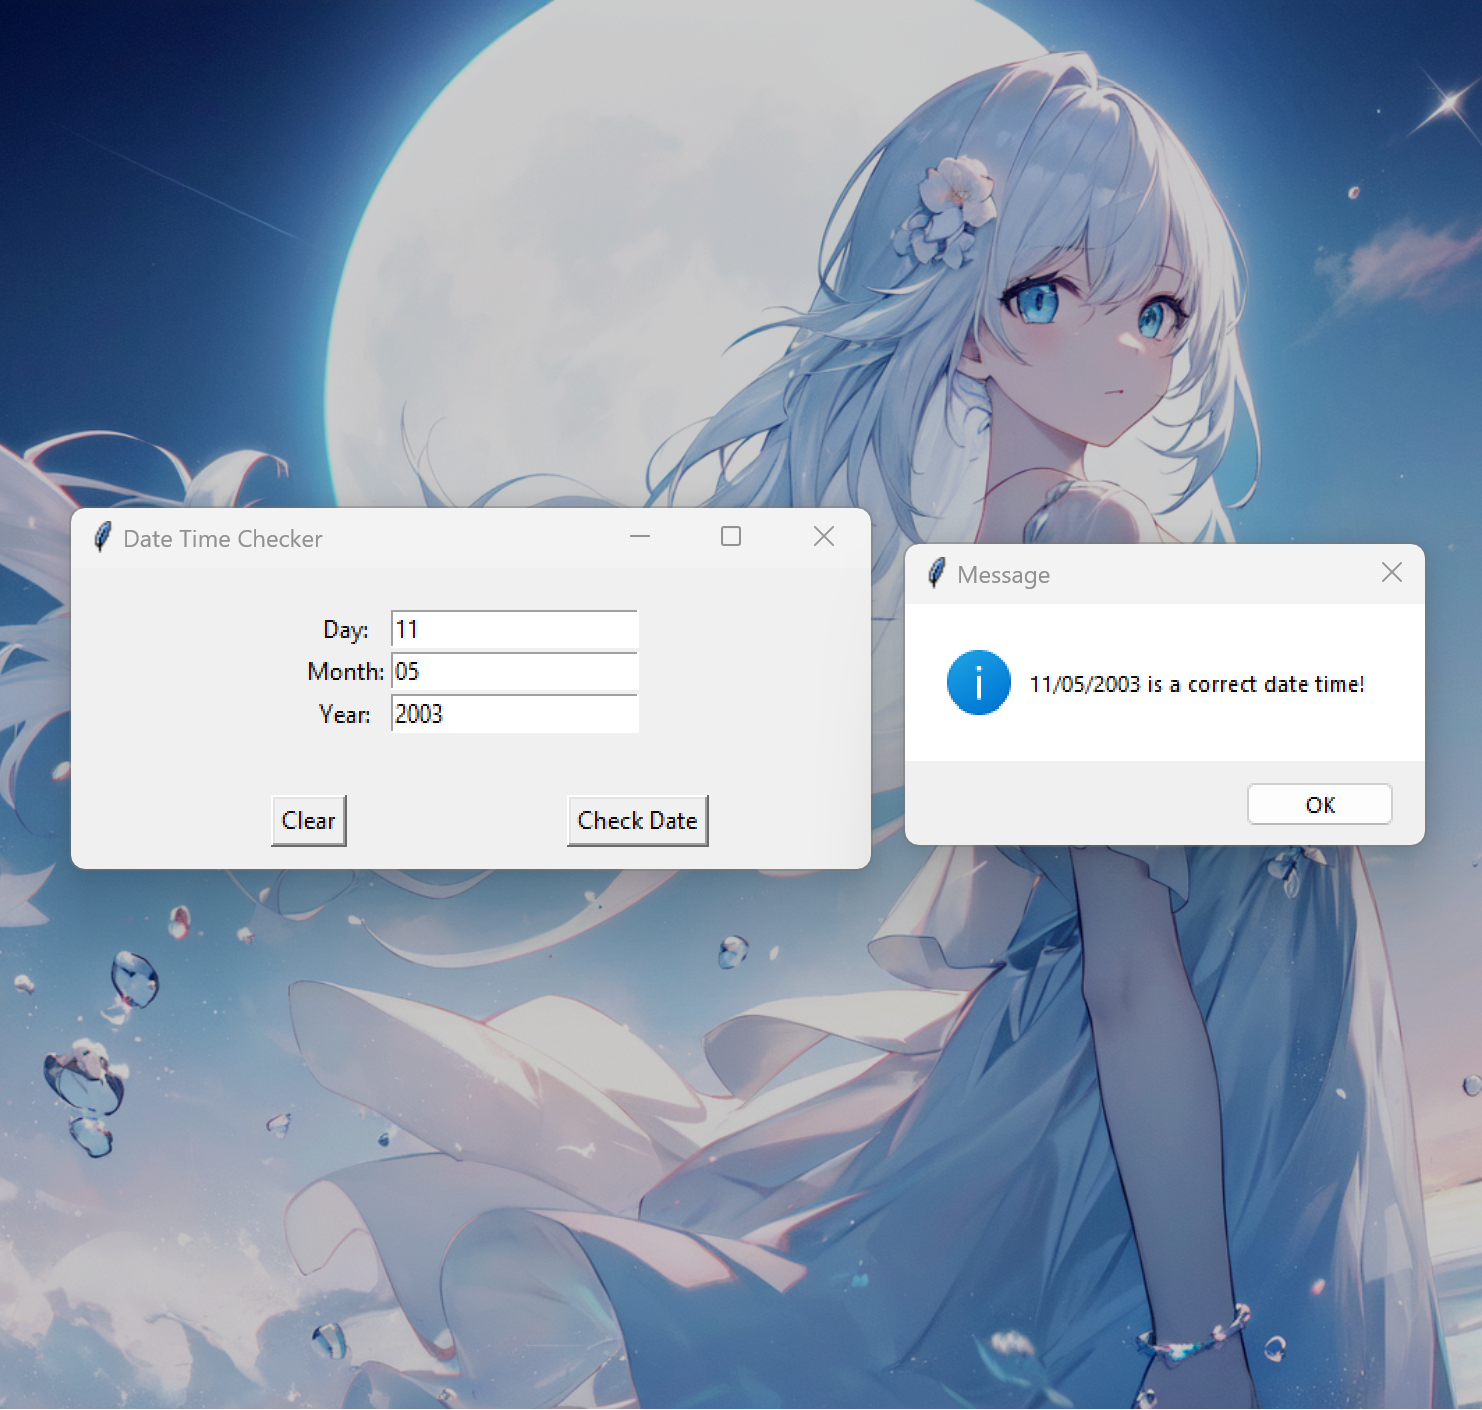 Date Time Checker
Day: 11
Month: 05
Year: 2003
Clear Check Date
Message
11/05/2003 is a correct date time!
OK